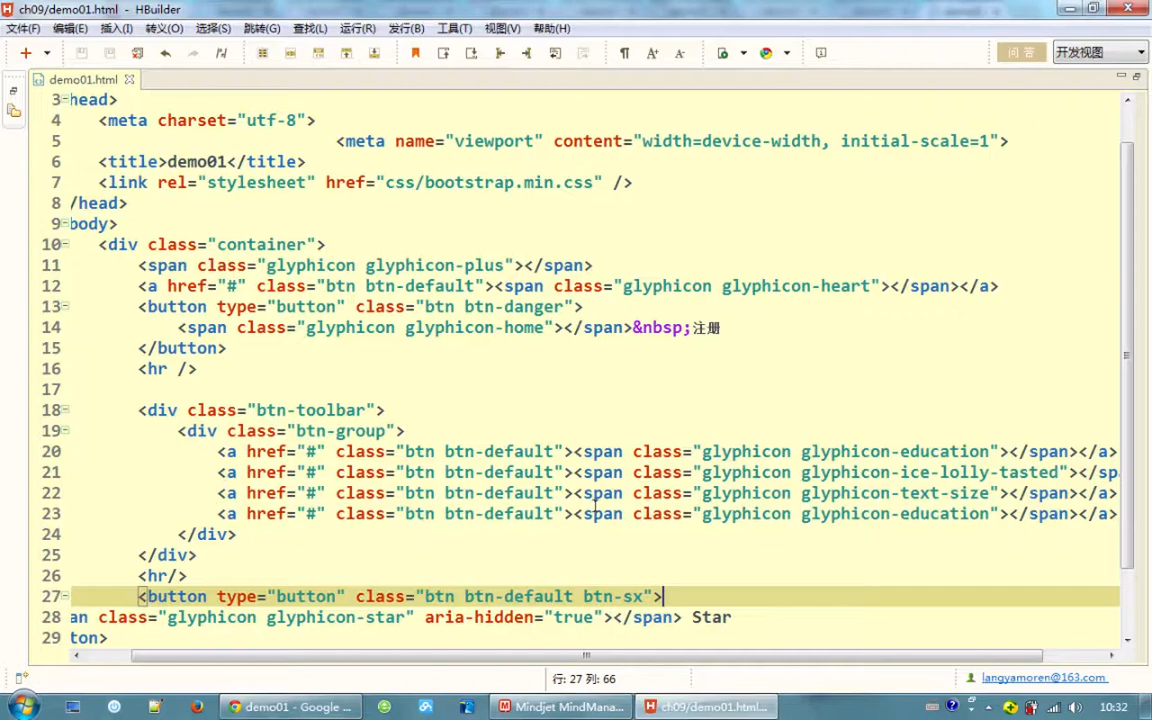 ch09/demo01.html - HBuilder
文件(F) 编辑(E) 插入(I) 转义(O) 选择(S) 跳转(G) 查找(L) 运行(R) 发行(B) 工具(T) 视图(V) 帮助(H)
问 答 开发视图
demo01.html
3 head>
4 <meta charset="utf-8">
5 <meta name="viewport" content="width=device-width, initial-scale=1">
6 <title>demo01</title>
7 <link rel="stylesheet" href="css/bootstrap.min.css" />
8 /head>
9 body>
10 <div class="container">
11 <span class="glyphicon glyphicon-plus"></span>
12 <a href="#" class="btn btn-default"><span class="glyphicon glyphicon-heart"></span></a>
13 <button type="button" class="btn btn-danger">
14 <span class="glyphicon glyphicon-home"></span>&nbsp;注册
15 </button>
16 <hr />
17
18 <div class="btn-toolbar">
19 <div class="btn-group">
20 <a href="#" class="btn btn-default"><span class="glyphicon glyphicon-education"></span></a>
21 <a href="#" class="btn btn-default"><span class="glyphicon glyphicon-ice-lolly-tasted"></sp
22 <a href="#" class="btn btn-default"><span class="glyphicon glyphicon-text-size"></span></a>
23 <a href="#" class="btn btn-default"><span class="glyphicon glyphicon-education"></span></a>
24 </div>
25 </div>
26 <hr/>
27 <button type="button" class="btn btn-default btn-sx">
28 an class="glyphicon glyphicon-star" aria-hidden="true"></span> Star
29 ton>
行: 27 列: 66 langyamoren@163.com
demo01 - Google ... Mindjet MindMana... ch09/demo01.html... 10:32